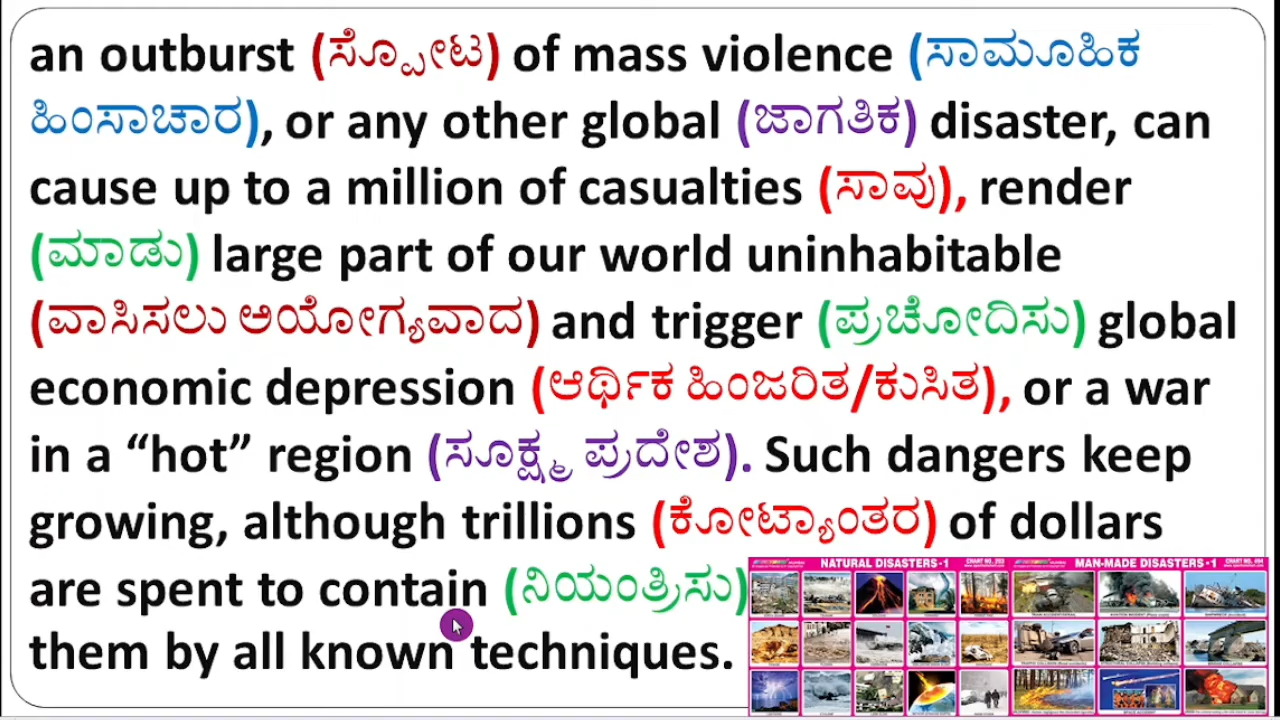 an outburst (ಸ್ಪೋಟ) of mass violence (ಸಾಮೂಹಿಕ
ಹಿಂಸಾಚಾರ), or any other global (ಜಾಗತಿಕ) disaster, can
cause up to a million of casualties (ಸಾವು), render
(ಮಾಡು) large part of our world uninhabitable
(ವಾಸಿಸಲು ಅಯೋಗ್ಯವಾದ) and trigger (ಪ್ರಚೋದಿಸು) global
economic depression (ಆರ್ಥಿಕ ಹಿಂಜರಿತ/ಕುಸಿತ), or a war
in a “hot” region (ಸೂಕ್ಷ್ಮ ಪ್ರದೇಶ). Such dangers keep
growing, although trillions (ಕೋಟ್ಯಾಂತರ) of dollars
are spent to contain (ನಿಯಂತ್ರಿಸು)
them by all known techniques.
NATURAL DISASTERS-1
MAN-MADE DISASTERS-1